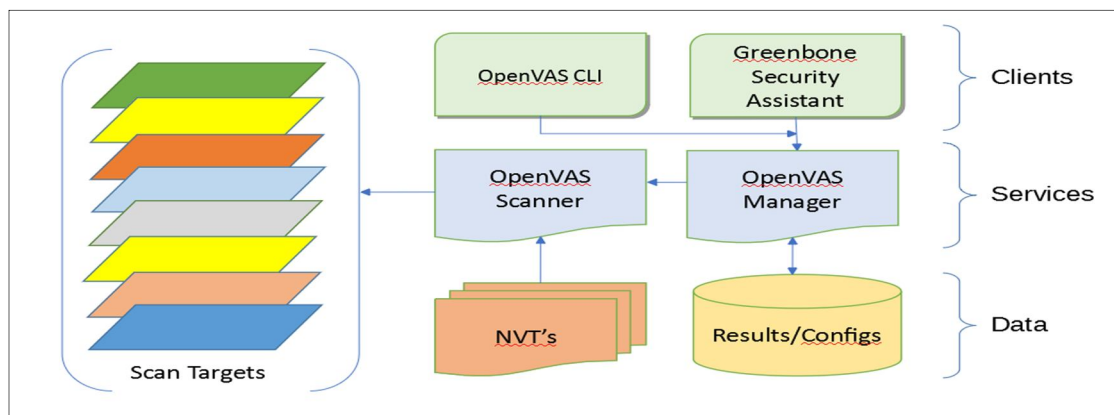 OpenVAS CLI
Greenbone
Security
Assistant
Clients
OpenVAS
Scanner
OpenVAS
Manager
Services
NVT's
Results/Configs
Data
Scan Targets